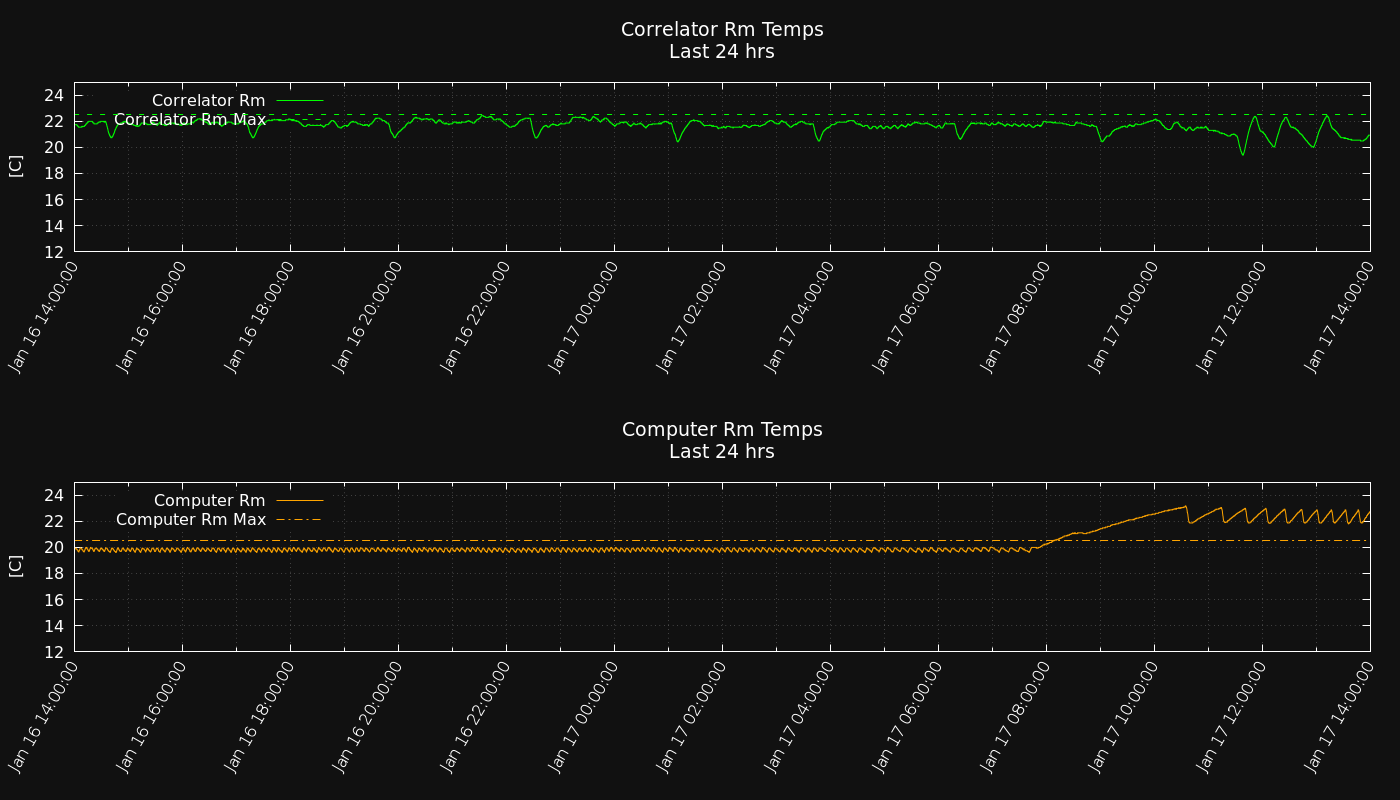 Correlator Rm Temps
Last 24 hrs
Correlator Rm
Correlator Rm Max
24
22
20
18
16
14
12
[C]
Jan 16 14:00:00
Jan 16 16:00:00
Jan 16 18:00:00
Jan 16 20:00:00
Jan 16 22:00:00
Jan 17 00:00:00
Jan 17 02:00:00
Jan 17 04:00:00
Jan 17 06:00:00
Jan 17 08:00:00
Jan 17 10:00:00
Jan 17 12:00:00
Jan 17 14:00:00
Computer Rm Temps
Last 24 hrs
Computer Rm
Computer Rm Max
24
22
20
18
16
14
12
[C]
Jan 16 14:00:00
Jan 16 16:00:00
Jan 16 18:00:00
Jan 16 20:00:00
Jan 16 22:00:00
Jan 17 00:00:00
Jan 17 02:00:00
Jan 17 04:00:00
Jan 17 06:00:00
Jan 17 08:00:00
Jan 17 10:00:00
Jan 17 12:00:00
Jan 17 14:00:00